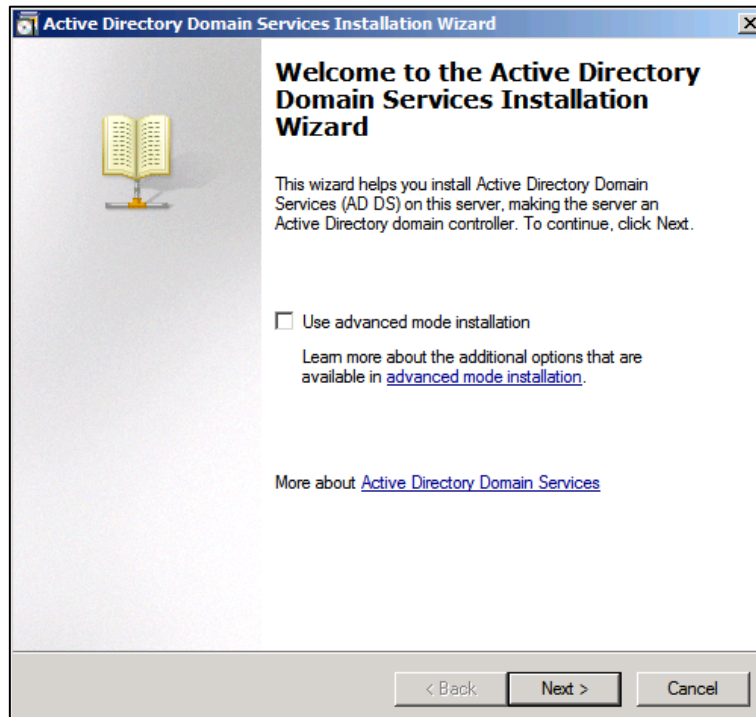 Active Directory Domain Services Installation Wizard
Welcome to the Active Directory
Domain Services Installation
Wizard
This wizard helps you install Active Directory Domain
Services (AD DS) on this server, making the server an
Active Directory domain controller. To continue, click Next.
Use advanced mode installation
Learn more about the additional options that are
available in advanced mode installation.
More about Active Directory Domain Services
< Back
Next >
Cancel